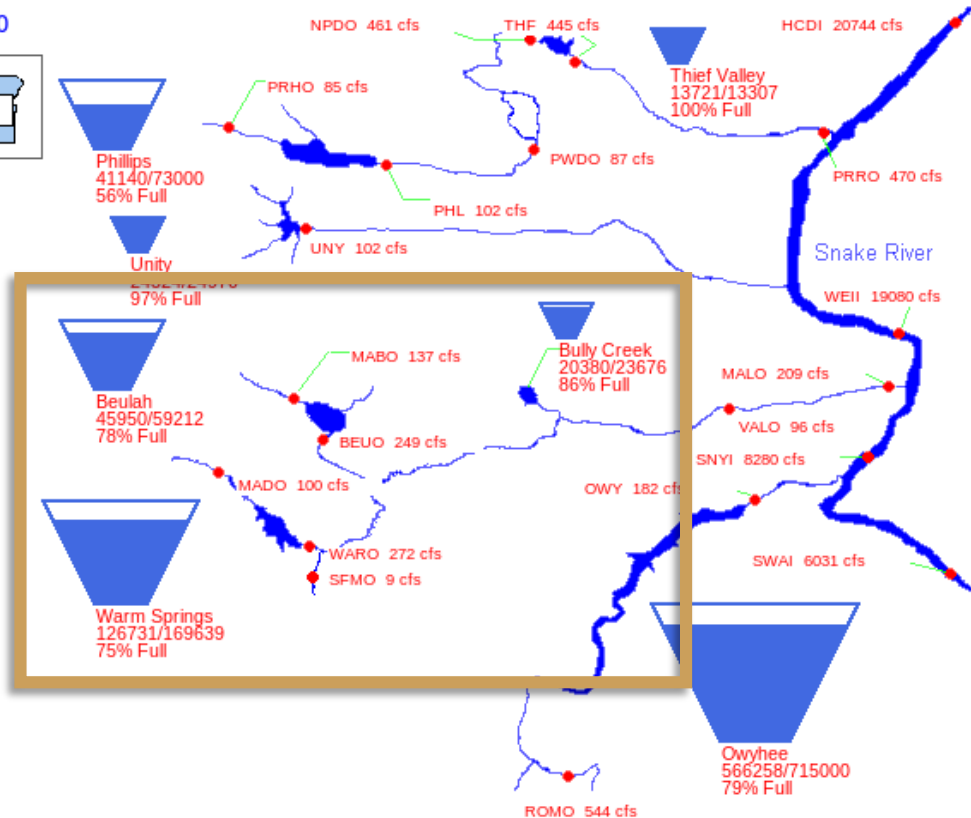 0
NPDO 461 cfs
THF 445 cfs
HCDI 20744 cfs
Thief Valley
13721/13307
100% Full
PRHO 85 cfs
Phillips
41140/73000
56% Full
PWDO 87 cfs
PRRO 470 cfs
PHL 102 cfs
UNY 102 cfs
Snake River
Unity
97% Full
WEII 19080 cfs
Bully Creek
20380/23676
86% Full
MABO 137 cfs
MALO 209 cfs
Beulah
45950/59212
78% Full
VALO 96 cfs
BEUO 249 cfs
SNYI 8280 cfs
MADO 100 cfs
OWY 182 cfs
WARO 272 cfs
SWAI 6031 cfs
SFMO 9 cfs
Warm Springs
126731/169639
75% Full
Owyhee
566258/715000
79% Full
ROMO 544 cfs